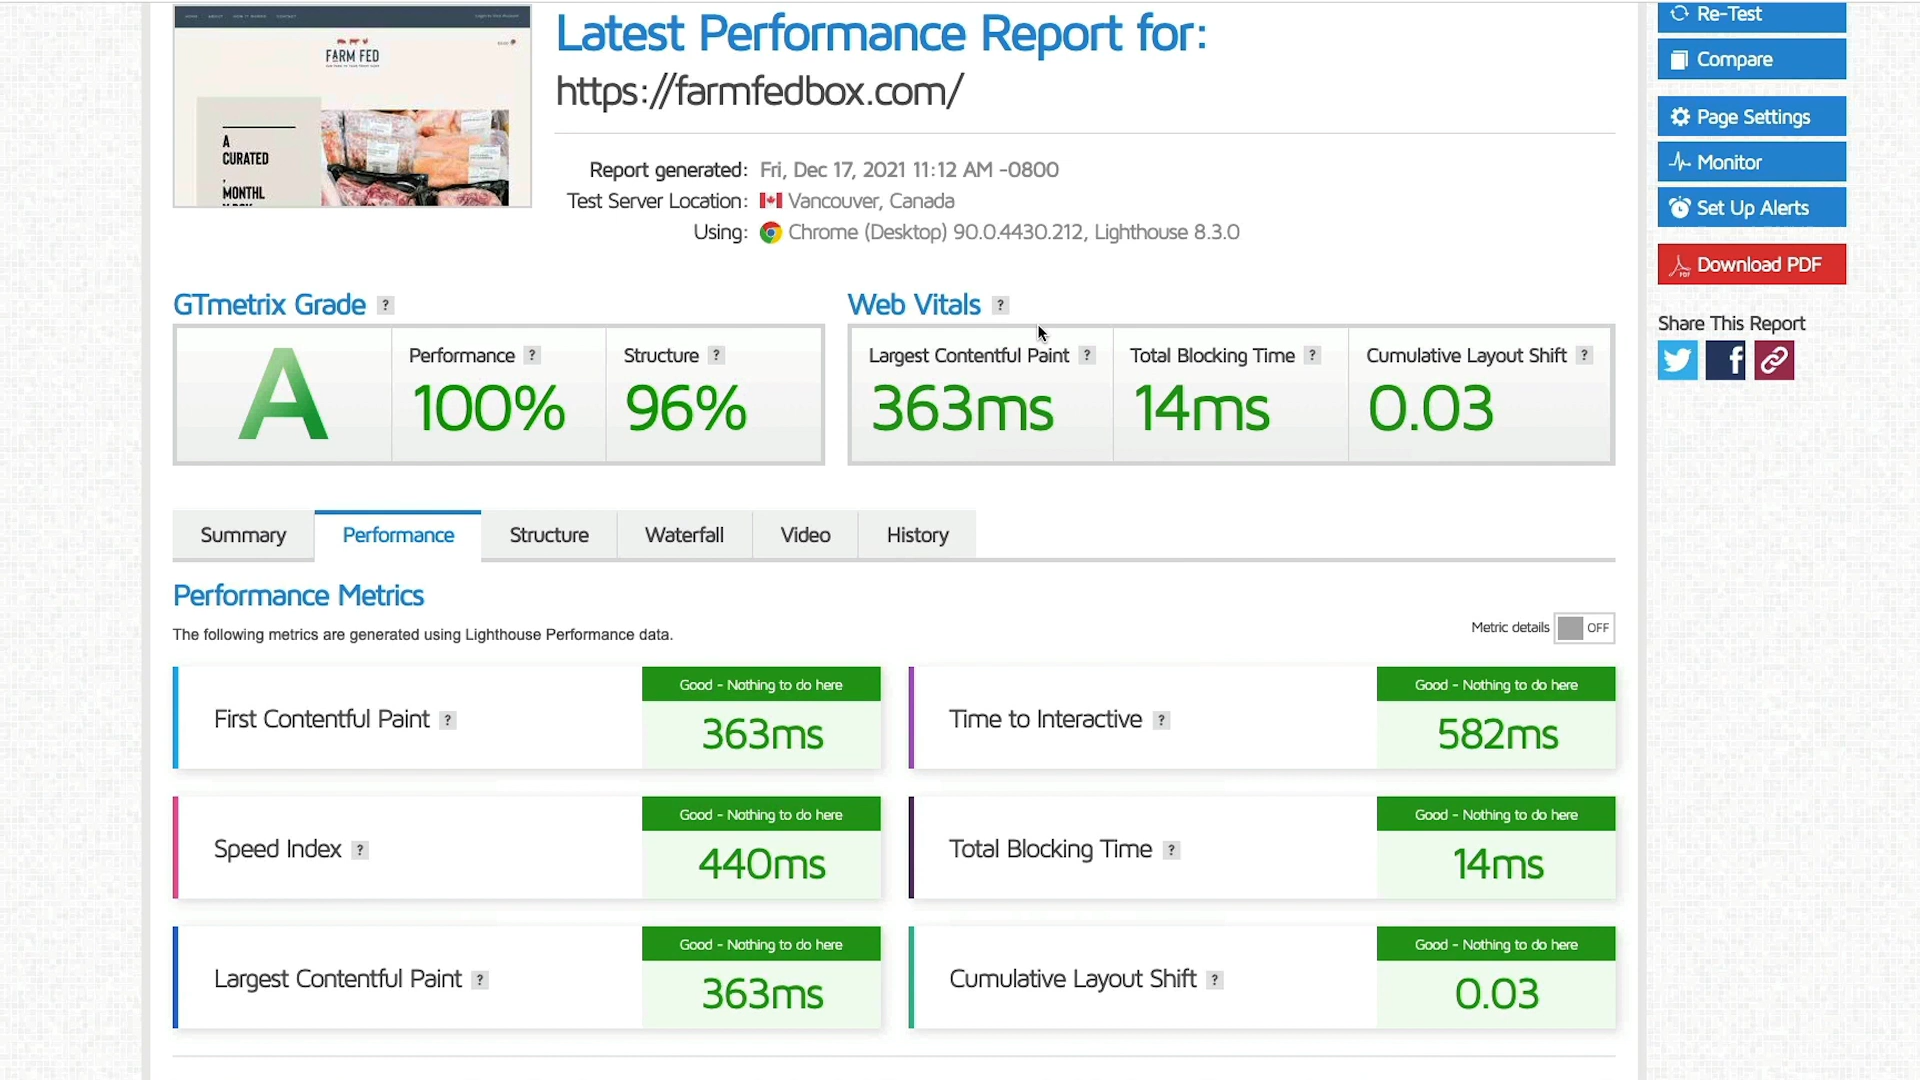 HOME ABOUT HOW IT WORKS CONTACT
FARM FED
A
CURATED
,
MONTHL
Latest Performance Report for:
https://farmfedbox.com/
Report generated: Fri, Dec 17, 2021 11:12 AM -0800
Test Server Location: Vancouver, Canada
Using: Chrome (Desktop) 90.0.4430.212, Lighthouse 8.3.0
Re-Test
Compare
Page Settings
Monitor
Set Up Alerts
PDF Download PDF
Share This Report
GTmetrix Grade ?
A
Performance ?
100%
Structure ?
96%
Web Vitals ?
Largest Contentful Paint ?
363ms
Total Blocking Time ?
14ms
Cumulative Layout Shift ?
0.03
Summary Performance Structure Waterfall Video History
Performance Metrics
The following metrics are generated using Lighthouse Performance data.
Metric details OFF
First Contentful Paint ?
Good - Nothing to do here
363ms
Time to Interactive ?
Good - Nothing to do here
582ms
Speed Index ?
Good - Nothing to do here
440ms
Total Blocking Time ?
Good - Nothing to do here
14ms
Largest Contentful Paint ?
Good - Nothing to do here
363ms
Cumulative Layout Shift ?
Good - Nothing to do here
0.03